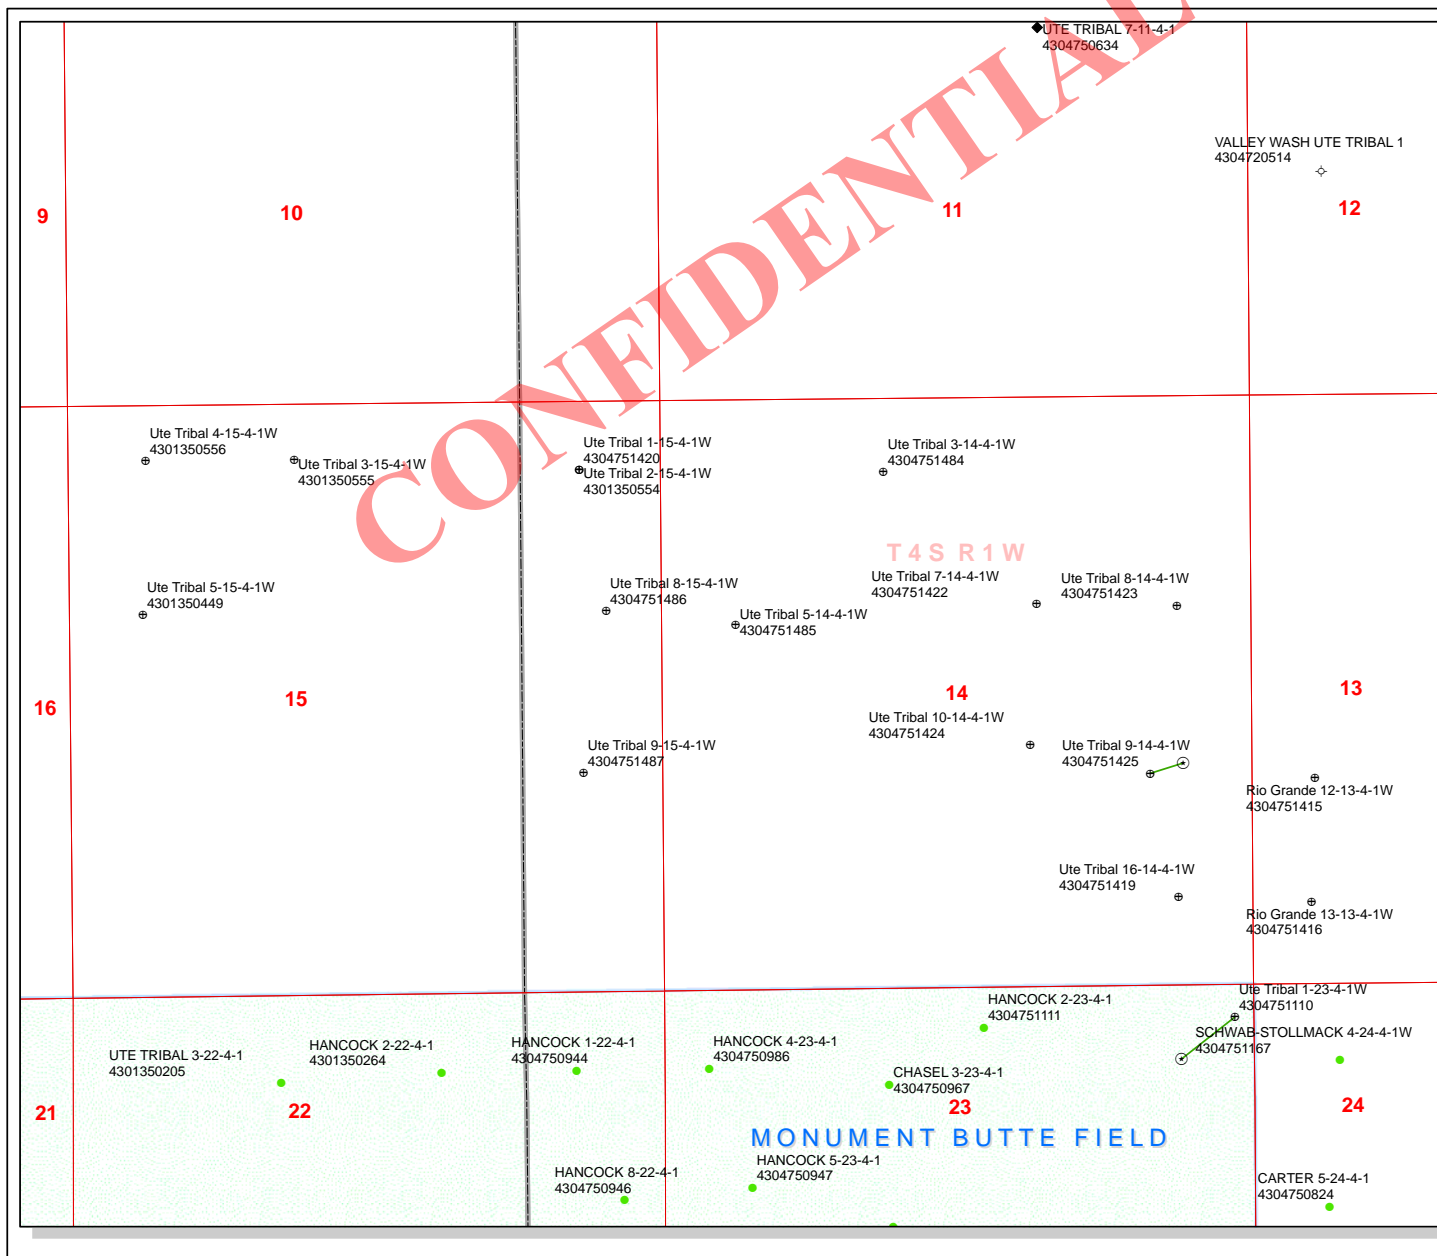 UTE TRIBAL 7-11-4-1
4304750634
VALLEY WASH UTE TRIBAL 1
4304720514
9
10
11
12
CONFIDENTIAL
Ute Tribal 4-15-4-1W
4301350556
Ute Tribal 3-15-4-1W
4301350555
Ute Tribal 1-15-4-1W
4304751420
Ute Tribal 2-15-4-1W
4301350554
Ute Tribal 3-14-4-1W
4304751484
T4S R1W
Ute Tribal 5-15-4-1W
4301350449
Ute Tribal 8-15-4-1W
4304751486
Ute Tribal 5-14-4-1W
4304751485
Ute Tribal 7-14-4-1W
4304751422
Ute Tribal 8-14-4-1W
4304751423
16
15
14
13
Ute Tribal 9-15-4-1W
4304751487
Ute Tribal 10-14-4-1W
4304751424
Ute Tribal 9-14-4-1W
4304751425
Rio Grande 12-13-4-1W
4304751415
Ute Tribal 16-14-4-1W
4304751419
Rio Grande 13-13-4-1W
4304751416
Ute Tribal 1-23-4-1W
4304751110
HANCOCK 2-23-4-1
4304751111
SCHWAB-STOLLMACK 4-24-4-1W
4304751167
UTE TRIBAL 3-22-4-1
4301350205
HANCOCK 2-22-4-1
4301350264
HANCOCK 1-22-4-1
4304750944
HANCOCK 4-23-4-1
4304750986
CHASEL 3-23-4-1
4304750967
21
22
23
24
MONUMENT BUTTE FIELD
HANCOCK 8-22-4-1
4304750946
HANCOCK 5-23-4-1
4304750947
CARTER 5-24-4-1
4304750824